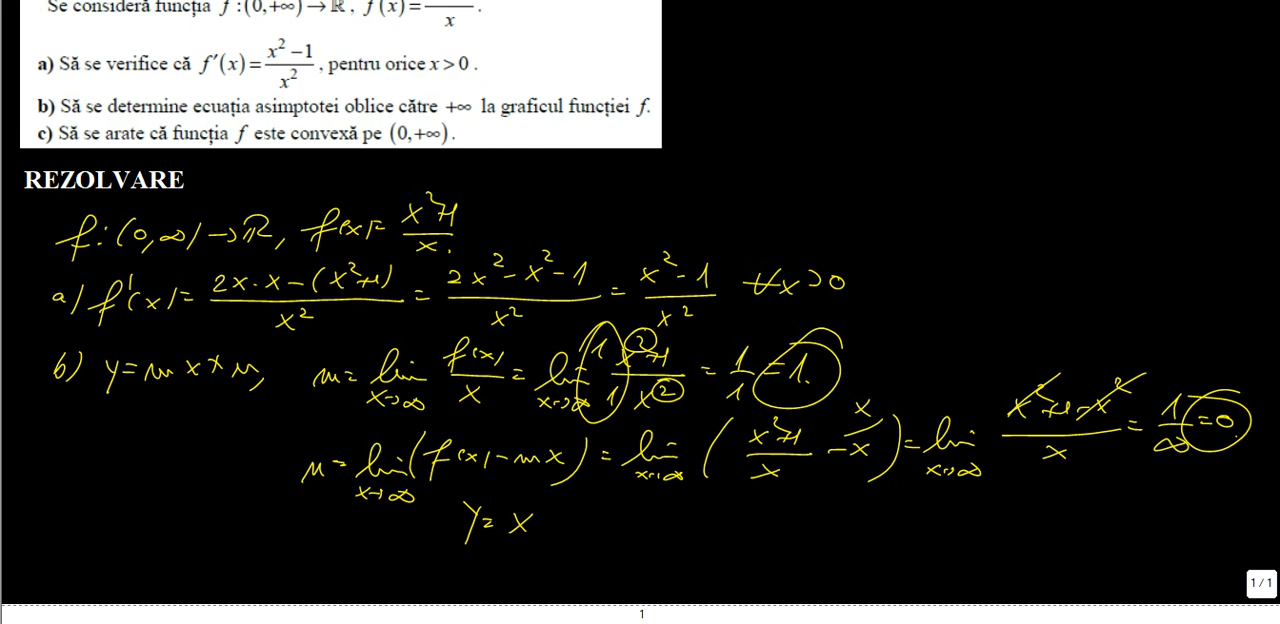 Se consideră funcția f : (0,+∞) → ℝ, f(x) = ―/x .
a) Să se verifice că f′(x) = (x² −1)/x² , pentru orice x > 0 .
b) Să se determine ecuația asimptotei oblice către +∞ la graficul funcției f.
c) Să se arate că funcția f este convexă pe (0,+∞).
REZOLVARE
f: (0,∞) → ℝ, f(x) = (x²+1)/x.
a) f'(x) = (2x·x − (x²+1))/x² = (2x² − x² − 1)/x² = (x² − 1)/x² ∀x>0
b) y = mx + n, m = lim x→∞ f(x)/x = lim x→∞ (1x²+1)/(1x²) = 1/1 = 1.
n = lim x→∞ (f(x) − mx) = lim x→∞ ((x²+1)/x − x) = lim x→∞ (x²+1−x²)/x = 1/∞ = 0.
y = x
1 / 1
1